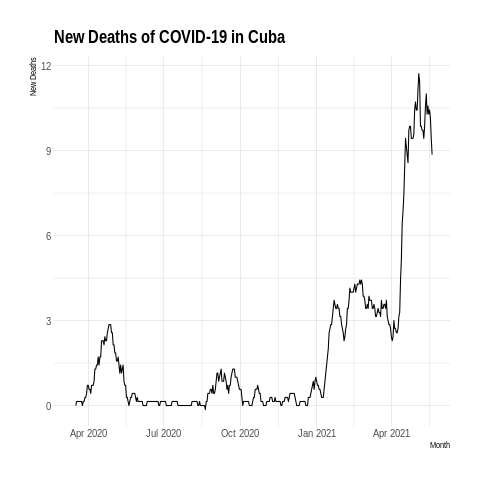 New Deaths of COVID-19 in Cuba
New Deaths
12
9
6
3
0
Apr 2020 Jul 2020 Oct 2020 Jan 2021 Apr 2021
Month